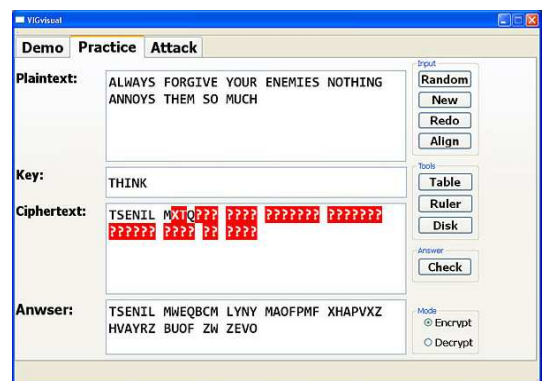 VIGvisual
Demo Practice Attack
Plaintext:
ALWAYS FORGIVE YOUR ENEMIES NOTHING
ANNOYS THEM SO MUCH
Key:
THINK
Ciphertext:
TSENIL MXTQ??? ???? ??????? ???????
?????? ???? ?? ????
Anwser:
TSENIL MWEQBCM LYNY MAOFPMF XHAPVXZ
HVAYRZ BUOF ZW ZEVO
Input
Random
New
Redo
Align
Tools
Table
Ruler
Disk
Answer
Check
Mode
Encrypt
Decrypt